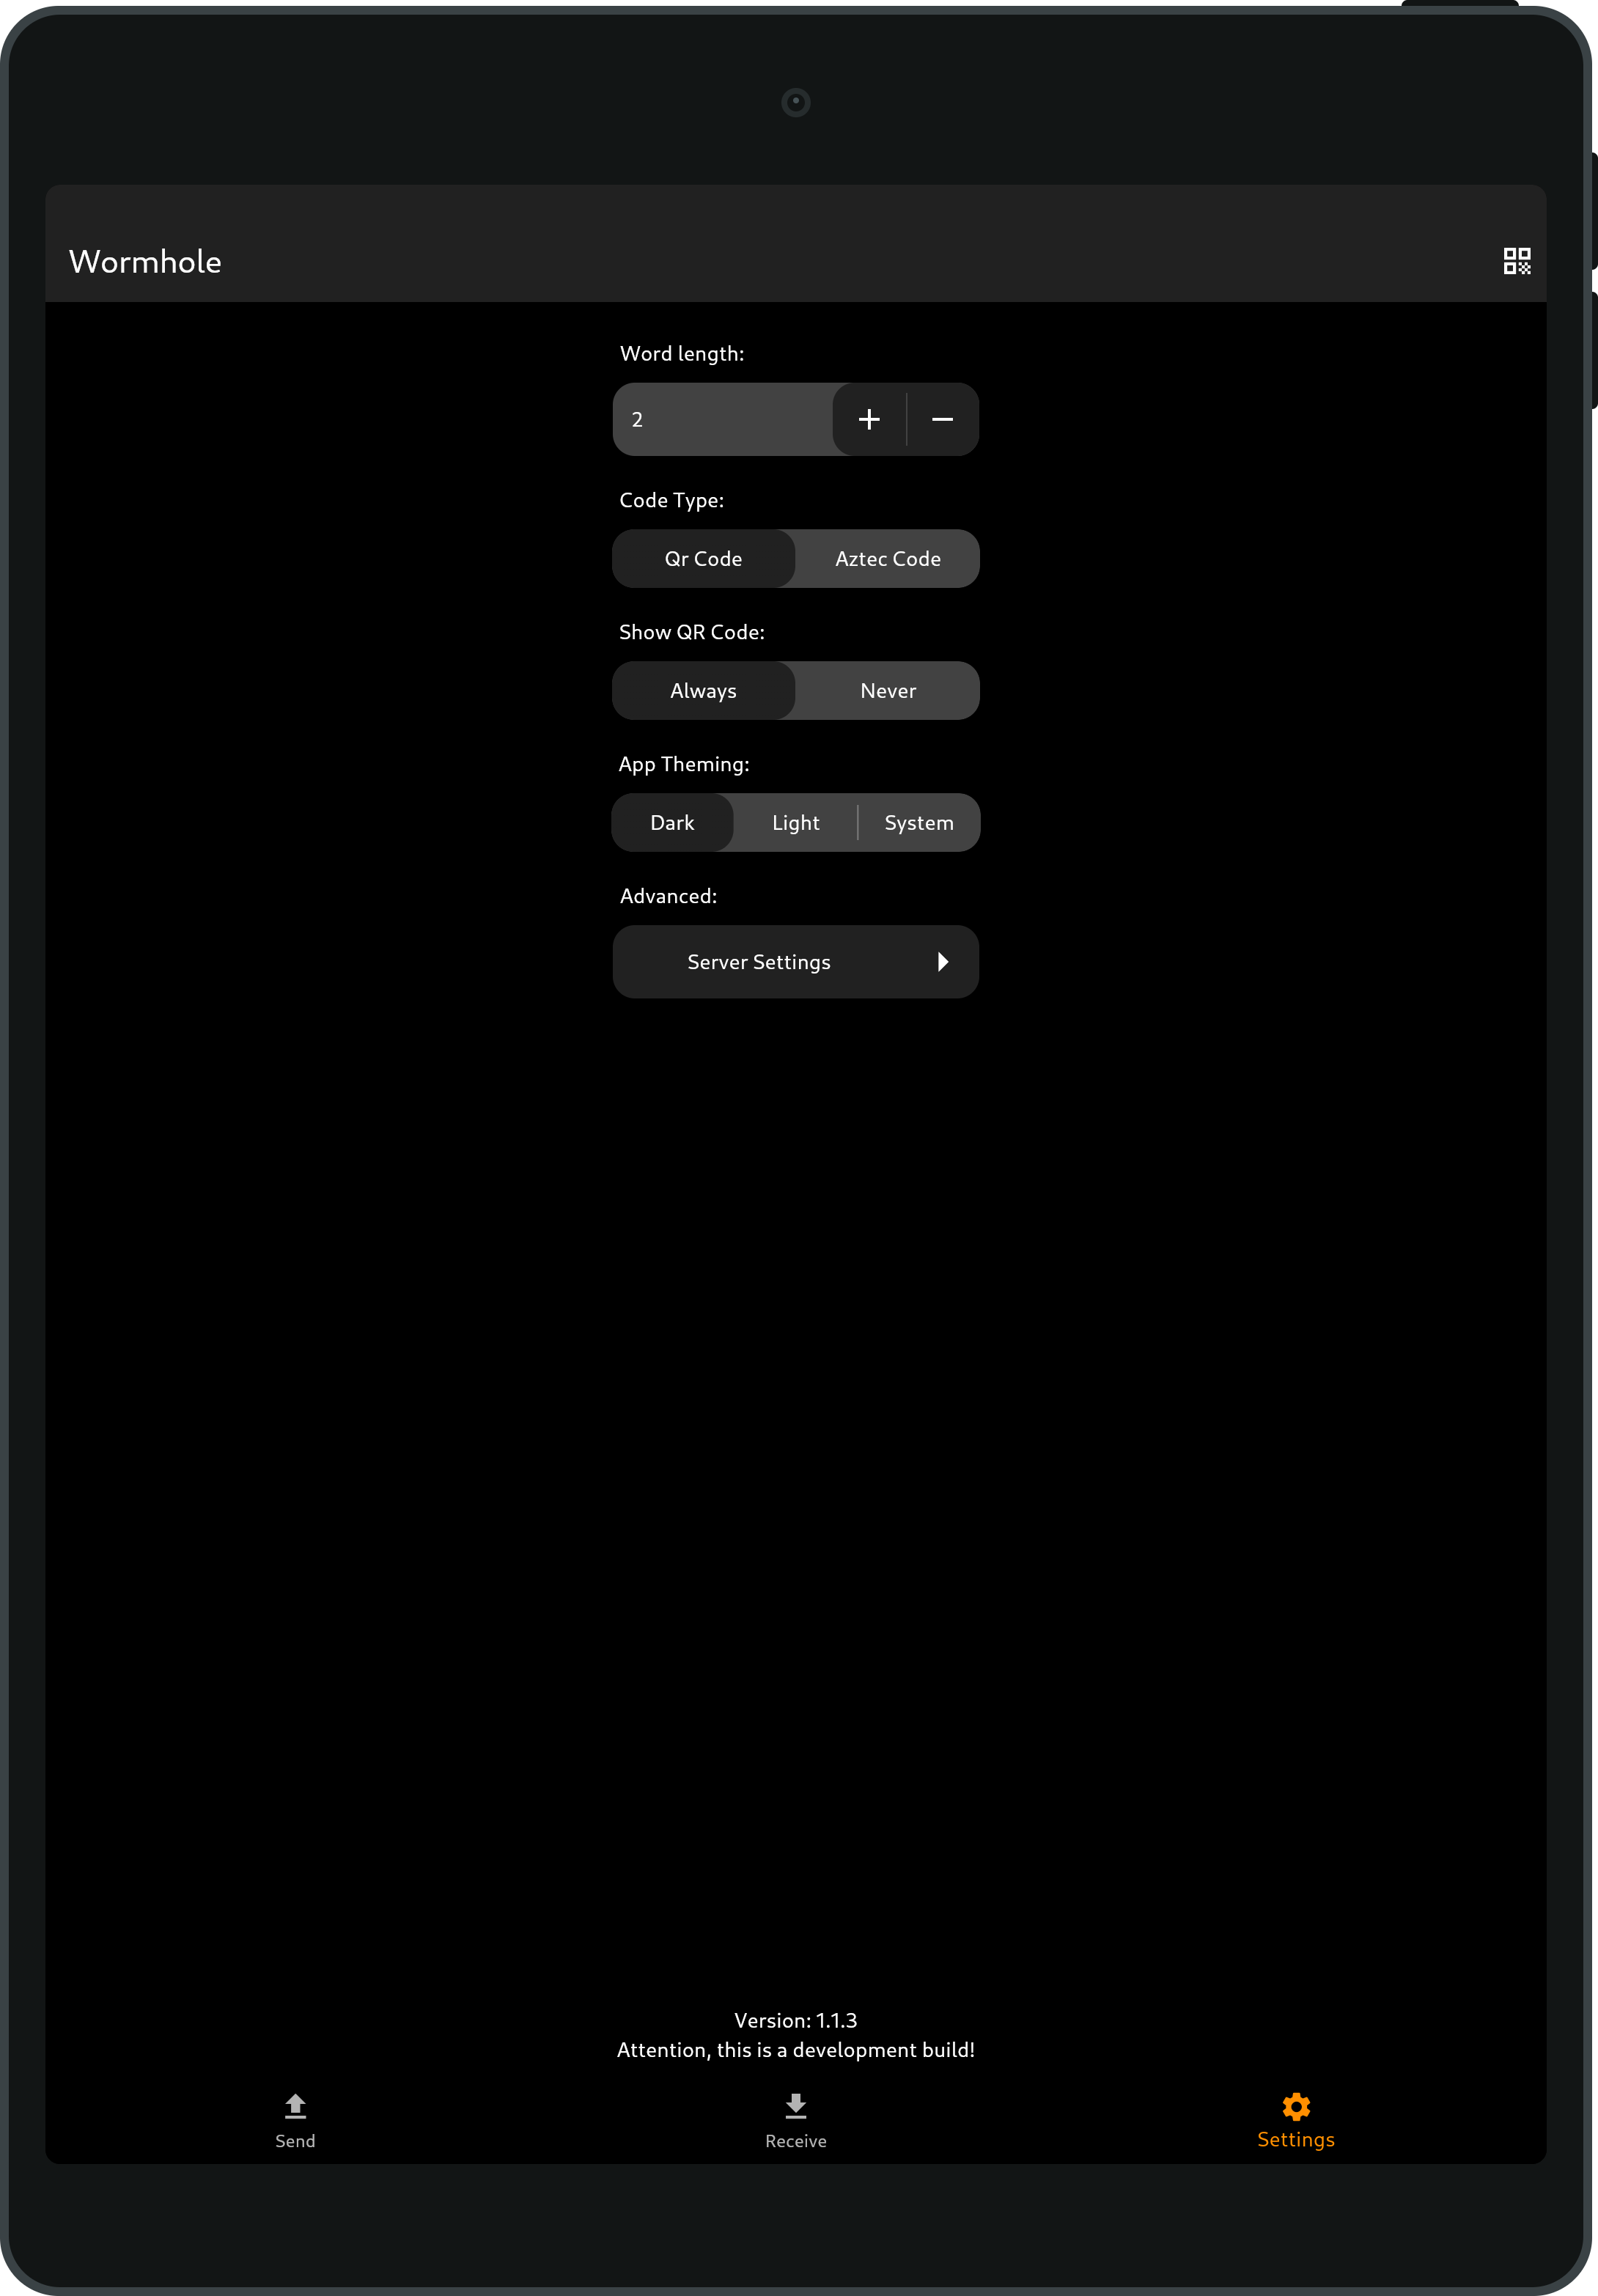 Wormhole
Word length:
2
Code Type:
Qr Code Aztec Code
Show QR Code:
Always Never
App Theming:
Dark Light System
Advanced:
Server Settings
Version: 1.1.3
Attention, this is a development build!
Send Receive Settings